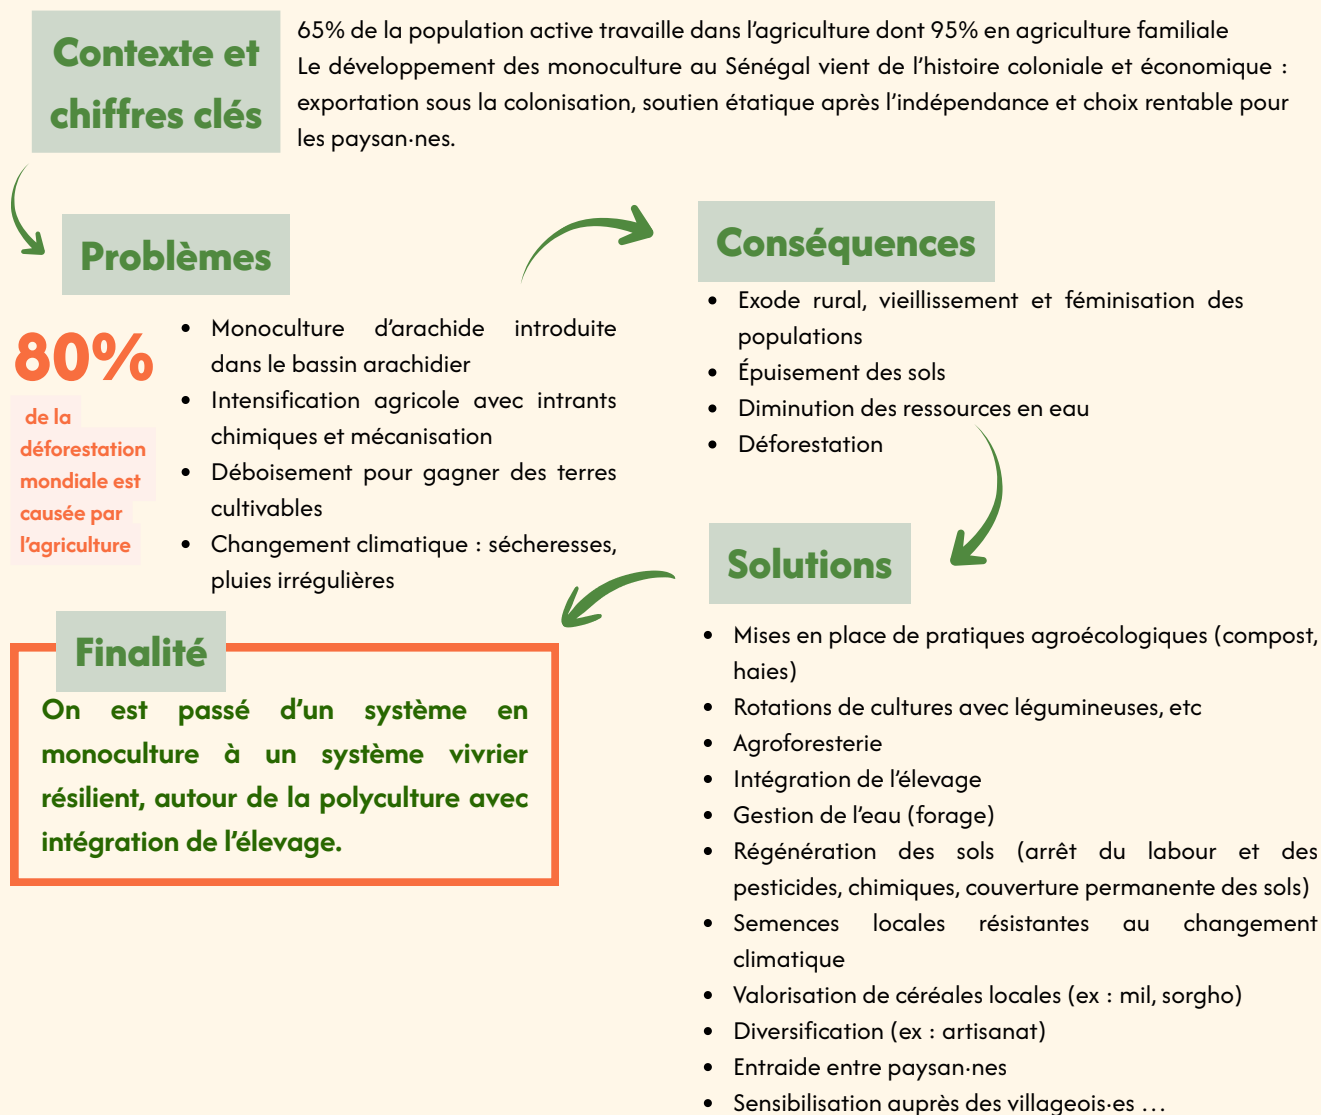 Contexte et
chiffres clés
65% de la population active travaille dans l’agriculture dont 95% en agriculture familiale
Le développement des monoculture au Sénégal vient de l’histoire coloniale et économique :
exportation sous la colonisation, soutien étatique après l’indépendance et choix rentable pour
les paysan·nes.
Problèmes
80%
de la
déforestation
mondiale est
causée par
l’agriculture
• Monoculture d’arachide introduite
dans le bassin arachidier
• Intensification agricole avec intrants
chimiques et mécanisation
• Déboisement pour gagner des terres
cultivables
• Changement climatique : sécheresses,
pluies irrégulières
Conséquences
• Exode rural, vieillissement et féminisation des
populations
• Épuisement des sols
• Diminution des ressources en eau
• Déforestation
Solutions
• Mises en place de pratiques agroécologiques (compost,
haies)
• Rotations de cultures avec légumineuses, etc
• Agroforesterie
• Intégration de l’élevage
• Gestion de l’eau (forage)
• Régénération des sols (arrêt du labour et des
pesticides, chimiques, couverture permanente des sols)
• Semences locales résistantes au changement
climatique
• Valorisation de céréales locales (ex : mil, sorgho)
• Diversification (ex : artisanat)
• Entraide entre paysan·nes
• Sensibilisation auprès des villageois·es ...
Finalité
On est passé d’un système en
monoculture à un système vivrier
résilient, autour de la polyculture avec
intégration de l’élevage.